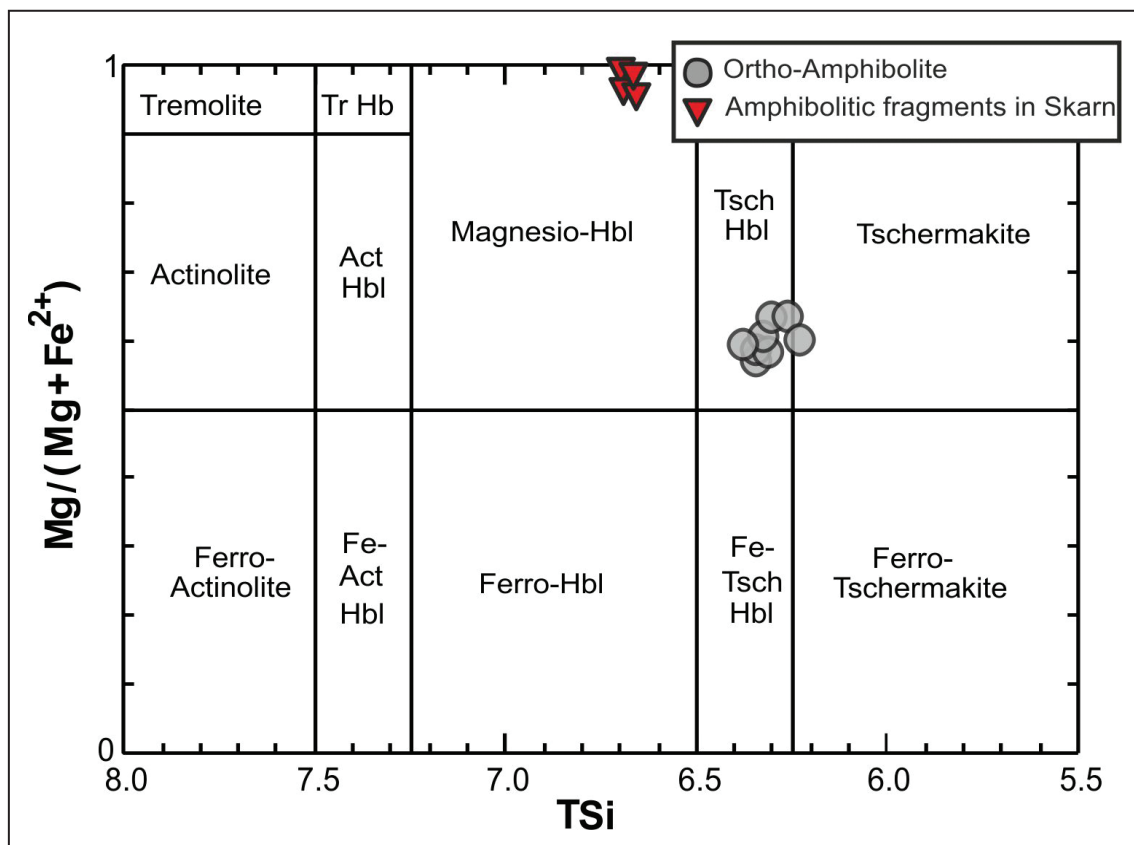 1
Ortho-Amphibolite
Amphibolitic fragments in Skarn
Tremolite
Tr Hb
Actinolite
Act
Hbl
Magnesio-Hbl
Tsch
Hbl
Tschermakite
Mg/(Mg+Fe²⁺)
Ferro-
Actinolite
Fe-
Act
Hbl
Ferro-Hbl
Fe-
Tsch
Hbl
Ferro-
Tschermakite
0
8.0 7.5 7.0 6.5 6.0 5.5
TSi